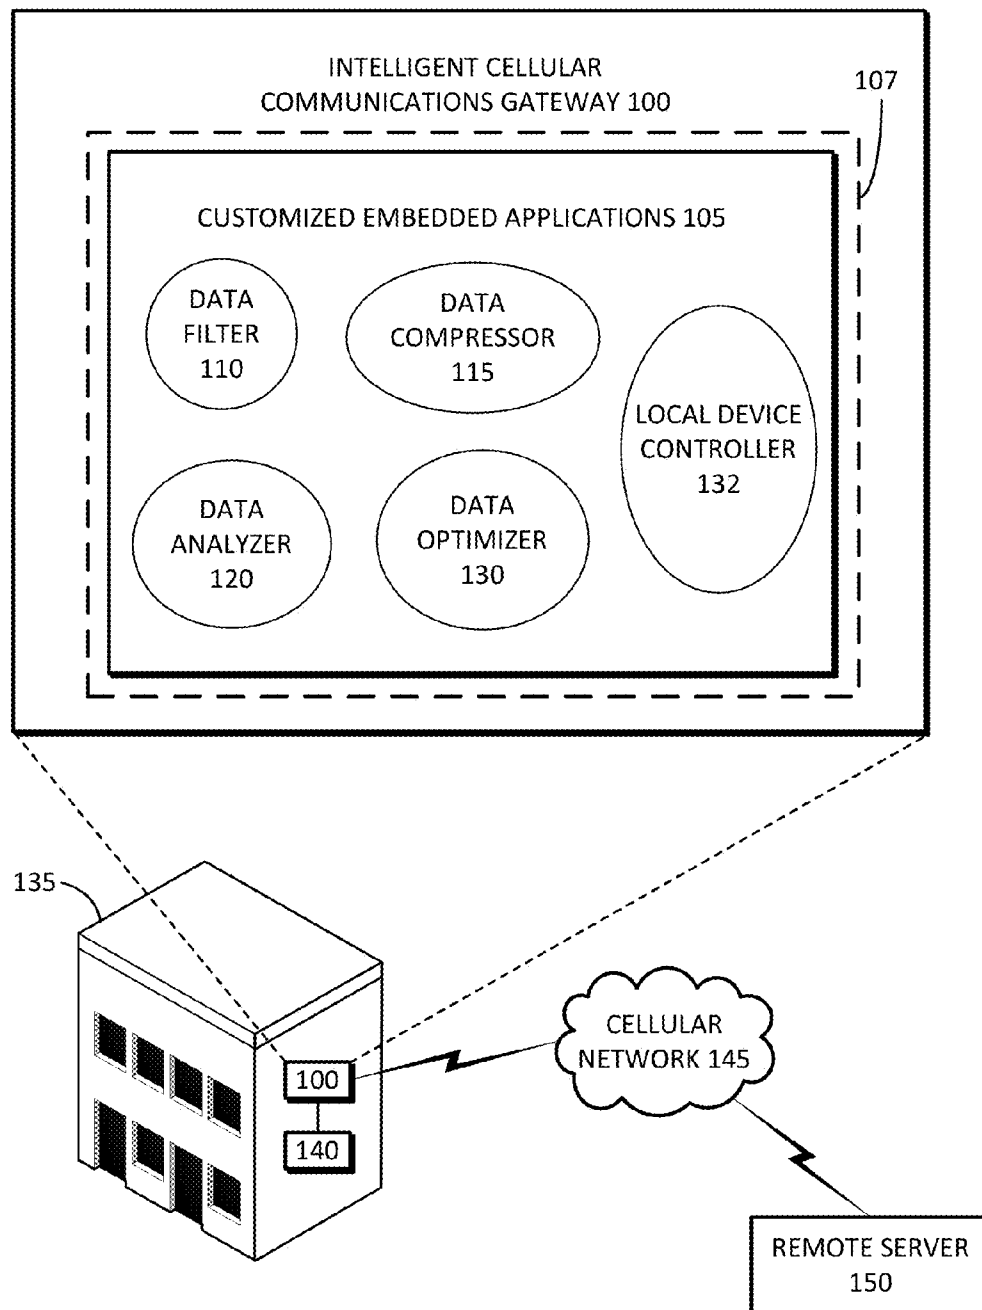 INTELLIGENT CELLULAR
COMMUNICATIONS GATEWAY 100
107
CUSTOMIZED EMBEDDED APPLICATIONS 105
DATA
FILTER
110
DATA
COMPRESSOR
115
LOCAL DEVICE
CONTROLLER
132
DATA
ANALYZER
120
DATA
OPTIMIZER
130
135
100
140
CELLULAR
NETWORK 145
REMOTE SERVER
150